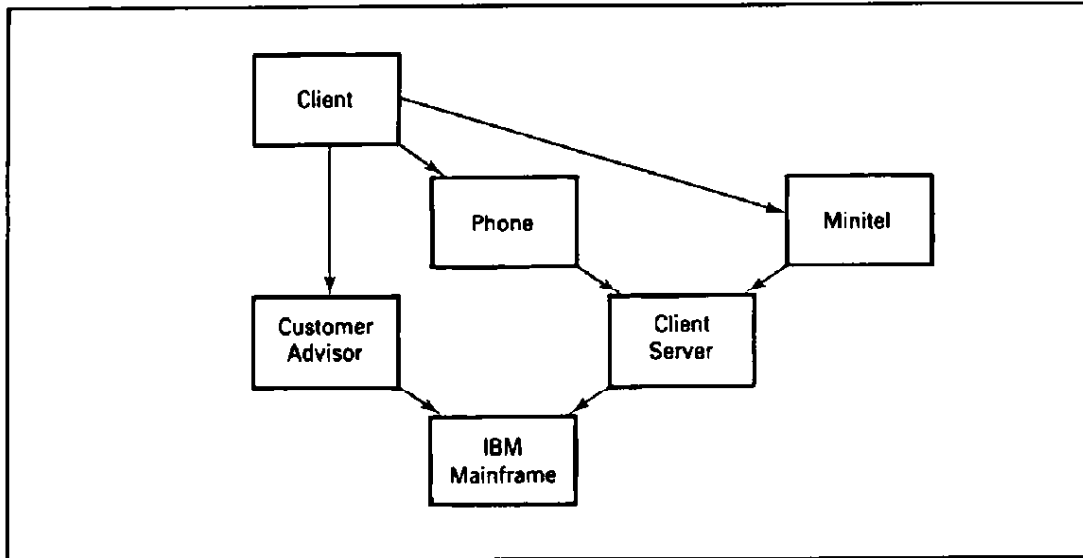 Client
Phone
Minitel
Customer
Advisor
Client
Server
IBM
Mainframe